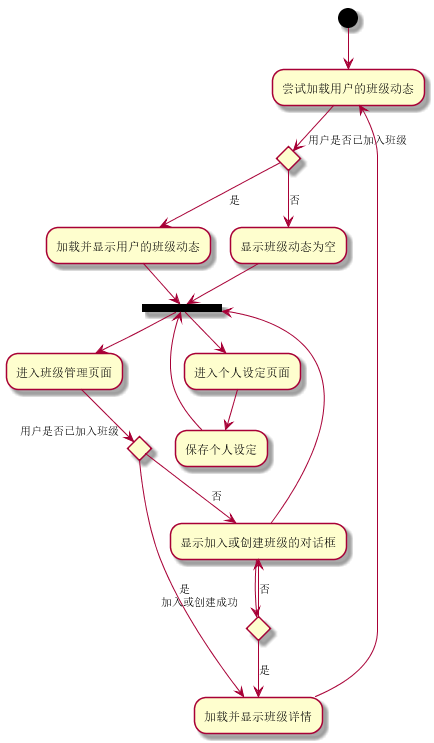 尝试加载用户的班级动态
用户是否已加入班级
是
否
加载并显示用户的班级动态
显示班级动态为空
进入班级管理页面
进入个人设定页面
用户是否已加入班级
保存个人设定
否
显示加入或创建班级的对话框
是
否
加入或创建成功
是
加载并显示班级详情